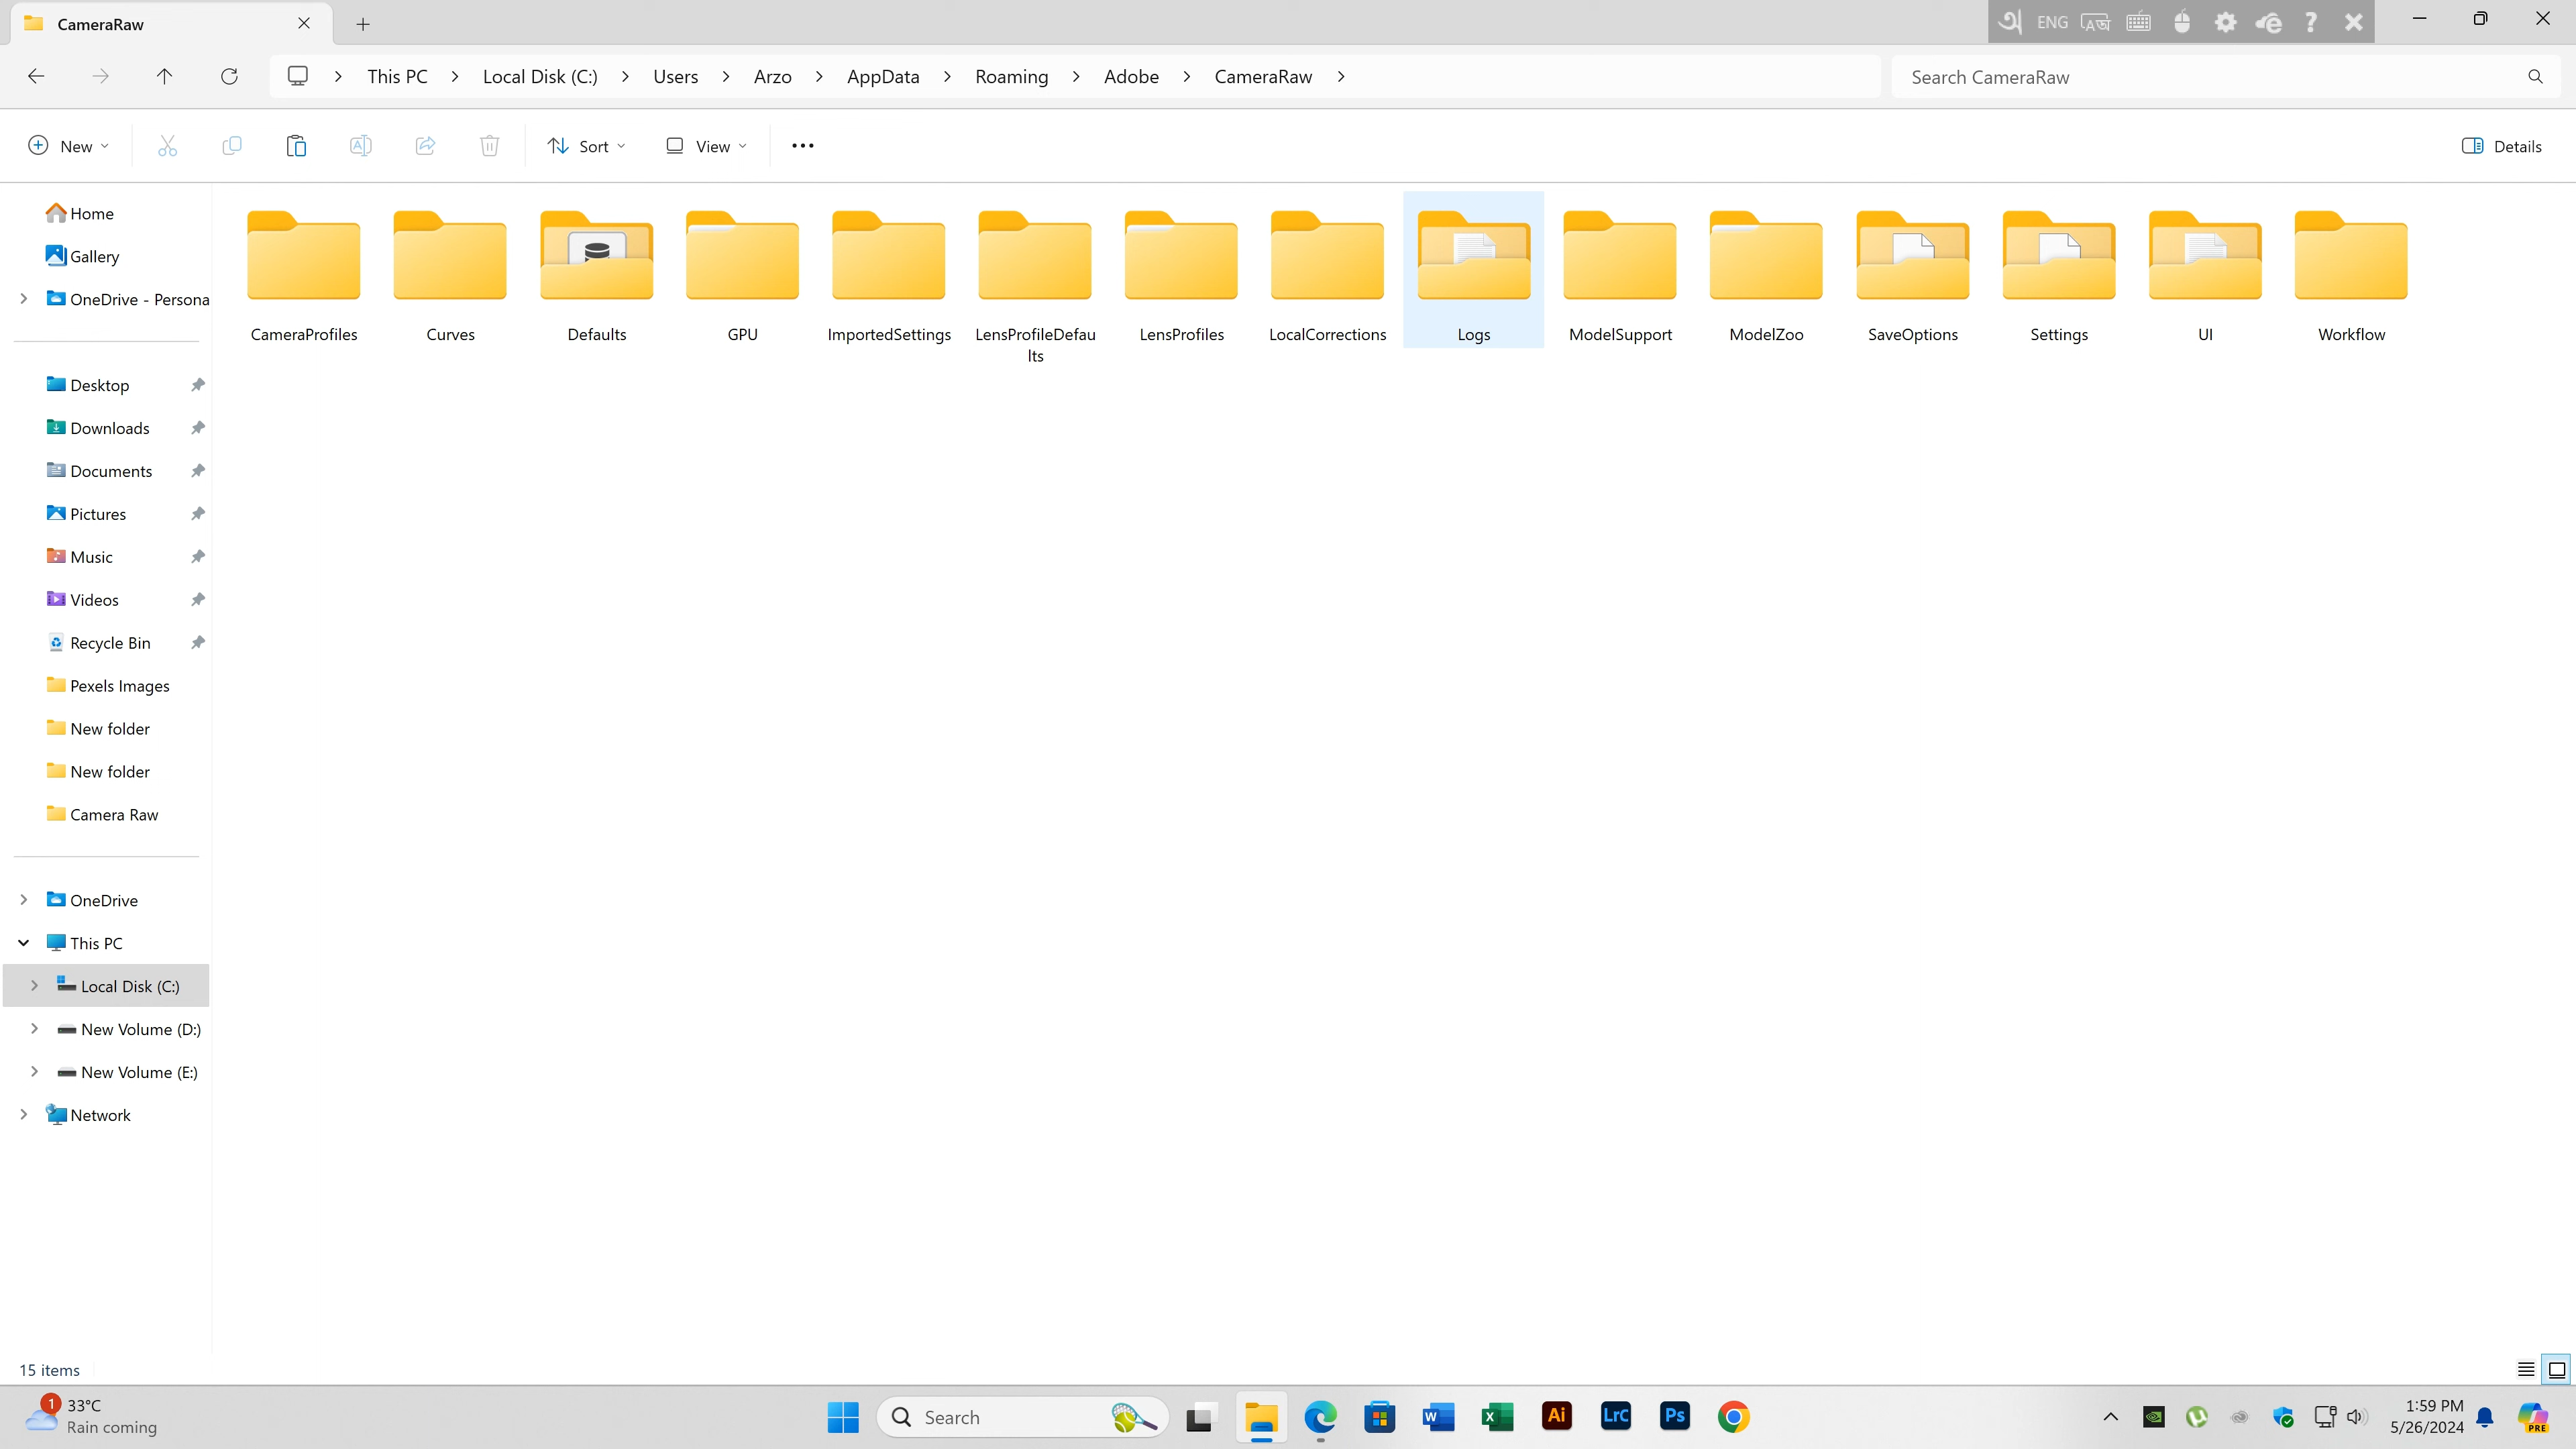 CameraRaw
ENG
This PC > Local Disk (C:) > Users > Arzo > AppData > Roaming > Adobe > CameraRaw >
Search CameraRaw
New
Sort
View
Details
Home
Gallery
OneDrive - Persona
Desktop
Downloads
Documents
Pictures
Music
Videos
Recycle Bin
Pexels Images
New folder
New folder
Camera Raw
OneDrive
This PC
Local Disk (C:)
New Volume (D:)
New Volume (E:)
Network
CameraProfiles
Curves
Defaults
GPU
ImportedSettings
LensProfileDefau
lts
LensProfiles
LocalCorrections
Logs
ModelSupport
ModelZoo
SaveOptions
Settings
UI
Workflow
15 items
1
33°C
Rain coming
Search
Ai
LrC
Ps
1:59 PM
5/26/2024
PRE